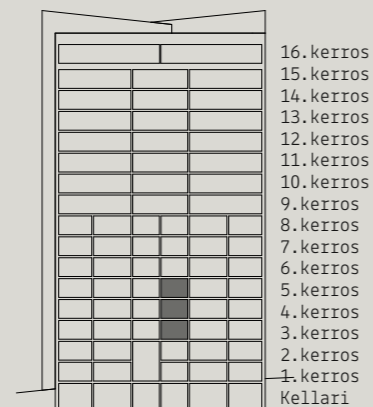 16.kerros
15.kerros
14.kerros
13.kerros
12.kerros
11.kerros
10.kerros
9.kerros
8.kerros
7.kerros
6.kerros
5.kerros
4.kerros
3.kerros
2.kerros
1.kerros
Kellari